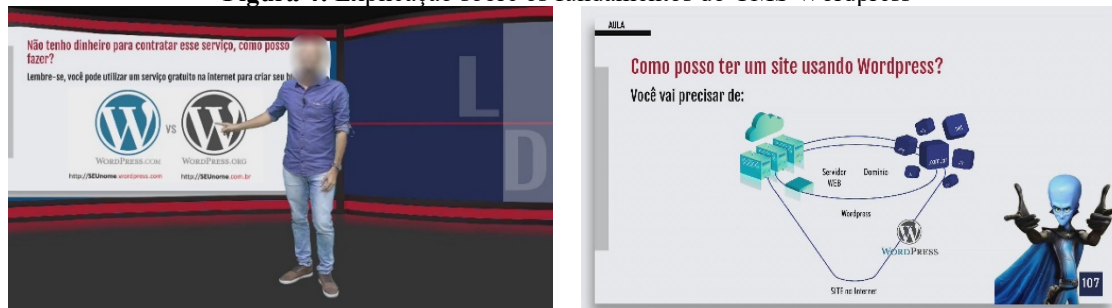 Não tenho dinheiro para contratar esse serviço, como posso
fazer?
Lembre-se, você pode utilizar um serviço gratuito na internet para criar seu
VS
WORDPRESS.COM
WORDPRESS.ORG
http://SEUnome.wordpress.com
http://SEUnome.com.br
L
D
AULA
Como posso ter um site usando Wordpress?
Você vai precisar de:
.com.br
Servidor
WEB
Domínio
Wordpress
WORDPRESS
SITE na Internet
107